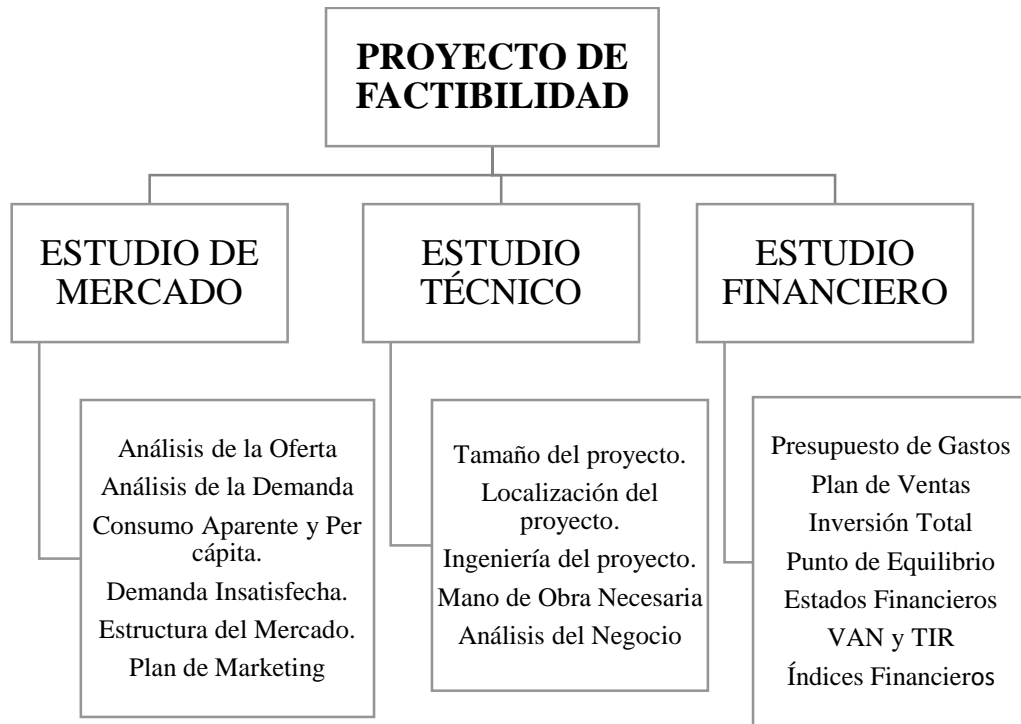 PROYECTO DE
FACTIBILIDAD
ESTUDIO DE
MERCADO
ESTUDIO
TÉCNICO
ESTUDIO
FINANCIERO
Análisis de la Oferta
Análisis de la Demanda
Consumo Aparente y Per
cápita.
Demanda Insatisfecha.
Estructura del Mercado.
Plan de Marketing
Tamaño del proyecto.
Localización del
proyecto.
Ingeniería del proyecto.
Mano de Obra Necesaria
Análisis del Negocio
Presupuesto de Gastos
Plan de Ventas
Inversión Total
Punto de Equilibrio
Estados Financieros
VAN y TIR
Índices Financieros